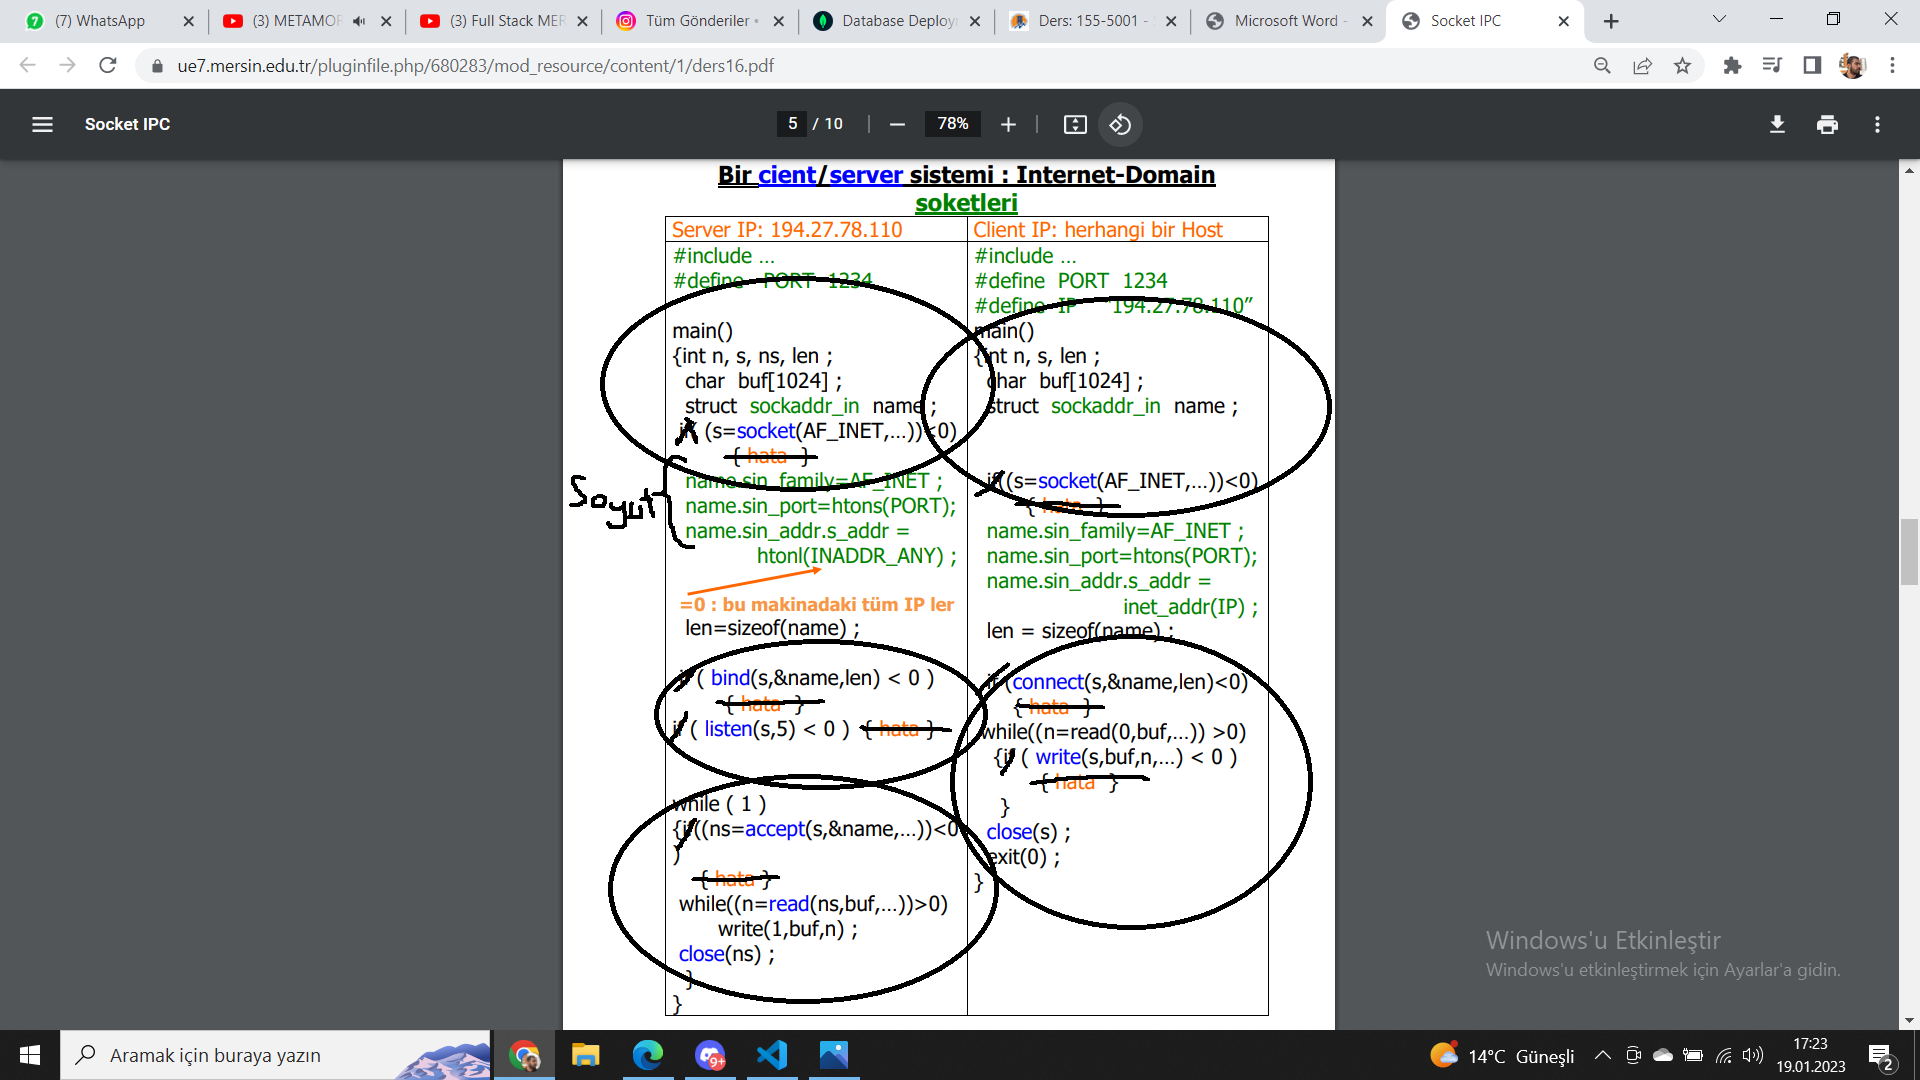 (7) WhatsApp
(3) METAMOR
(3) Full Stack MER
Tüm Gönderiler •
Database Deploym
Ders: 155-5001 -
Microsoft Word -
Socket IPC
ue7.mersin.edu.tr/pluginfile.php/680283/mod_resource/content/1/ders16.pdf
Socket IPC
5 / 10
78%
Bir cient/server sistemi : Internet-Domain
soketleri
Server IP: 194.27.78.110
#include ...
#define PORT 1234
main()
{int n, s, ns, len ;
char buf[1024] ;
struct sockaddr_in name ;
if (s=socket(AF_INET,...))<0)
{ hata }
Soyut
name.sin_family=AF_INET ;
name.sin_port=htons(PORT);
name.sin_addr.s_addr =
htonl(INADDR_ANY) ;
=0 : bu makinadaki tüm IP ler
len=sizeof(name) ;
if ( bind(s,&name,len) < 0 )
{ hata }
if ( listen(s,5) < 0 ) { hata }
while ( 1 )
{if((ns=accept(s,&name,...))<0
)
{ hata }
while((n=read(ns,buf,...))>0)
write(1,buf,n) ;
close(ns) ;
}
}
Client IP: herhangi bir Host
#include ...
#define PORT 1234
#define IP "194.27.78.110"
main()
{int n, s, len ;
char buf[1024] ;
struct sockaddr_in name ;
if((s=socket(AF_INET,...))<0)
{ hata }
name.sin_family=AF_INET ;
name.sin_port=htons(PORT);
name.sin_addr.s_addr =
inet_addr(IP) ;
len = sizeof(name) ;
if (connect(s,&name,len)<0)
{ hata }
while((n=read(0,buf,...)) >0)
{if ( write(s,buf,n,...) < 0 )
{ hata }
}
close(s) ;
exit(0) ;
}
Windows'u Etkinleştir
Windows'u etkinleştirmek için Ayarlar'a gidin.
Aramak için buraya yazın
9+
14°C Güneşli
17:23
19.01.2023
2